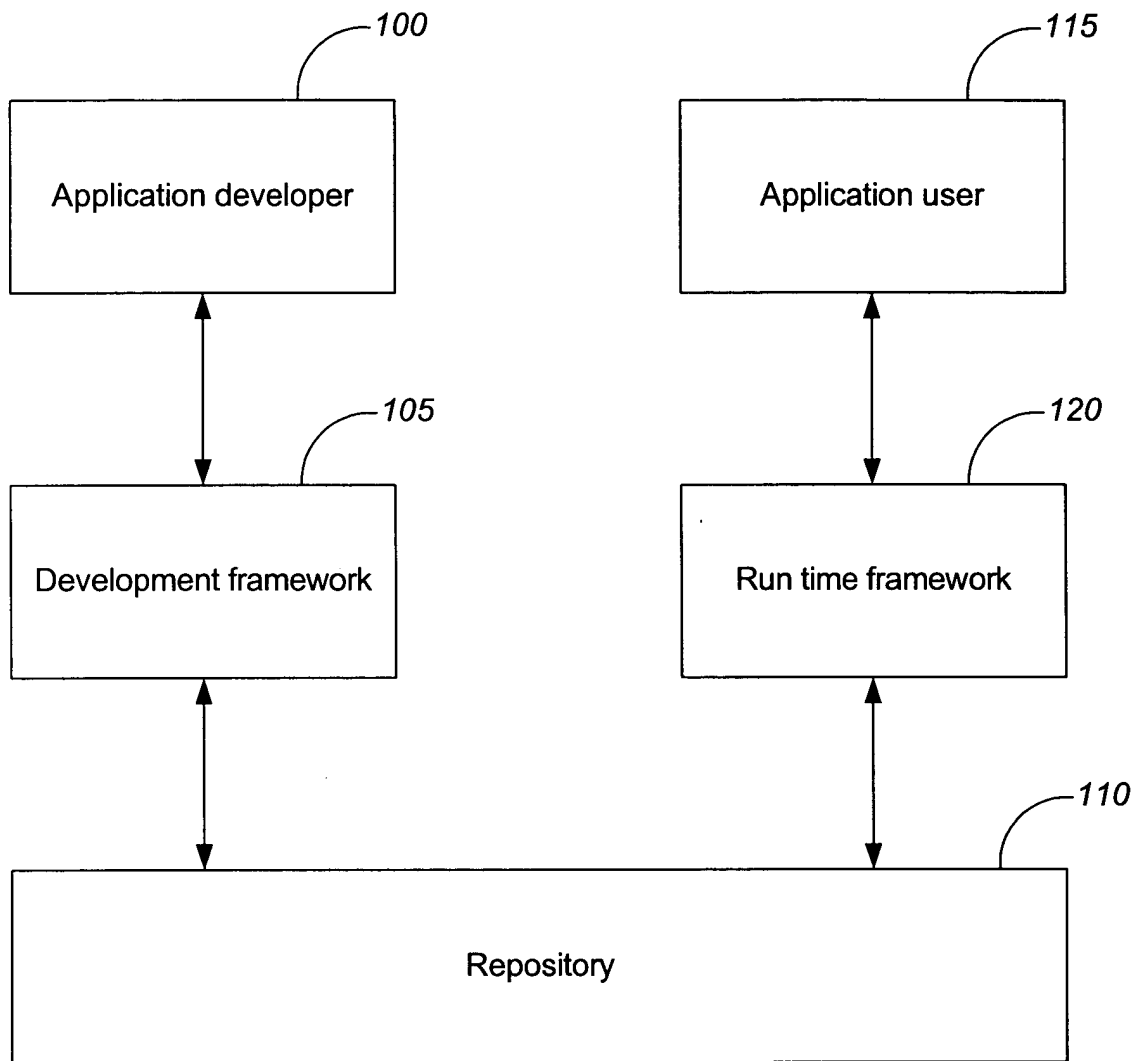 100
115
Application developer
Application user
105
120
Development framework
Run time framework
110
Repository